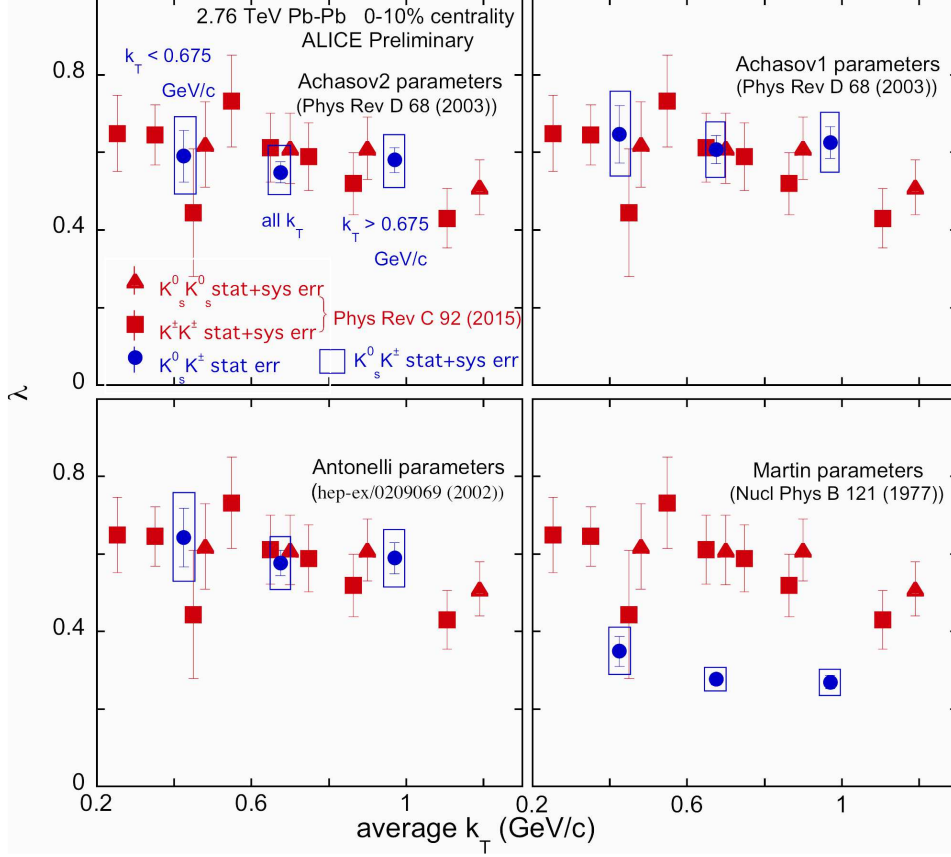 2.76 TeV Pb-Pb 0-10% centrality
ALICE Preliminary
k_T < 0.675
GeV/c
Achasov2 parameters
(Phys Rev D 68 (2003))
all k_T
k_T > 0.675
GeV/c
K^0_s K^0_s stat+sys err
K^± K^± stat+sys err
} Phys Rev C 92 (2015)
K^0_s K^± stat err
K^0_s K^± stat+sys err
Achasov1 parameters
(Phys Rev D 68 (2003))
0.8
0.4
0
λ
Antonelli parameters
(hep-ex/0209069 (2002))
Martin parameters
(Nucl Phys B 121 (1977))
0.8
0.4
0
0.2 0.6 1 0.2 0.6 1
average k_T (GeV/c)